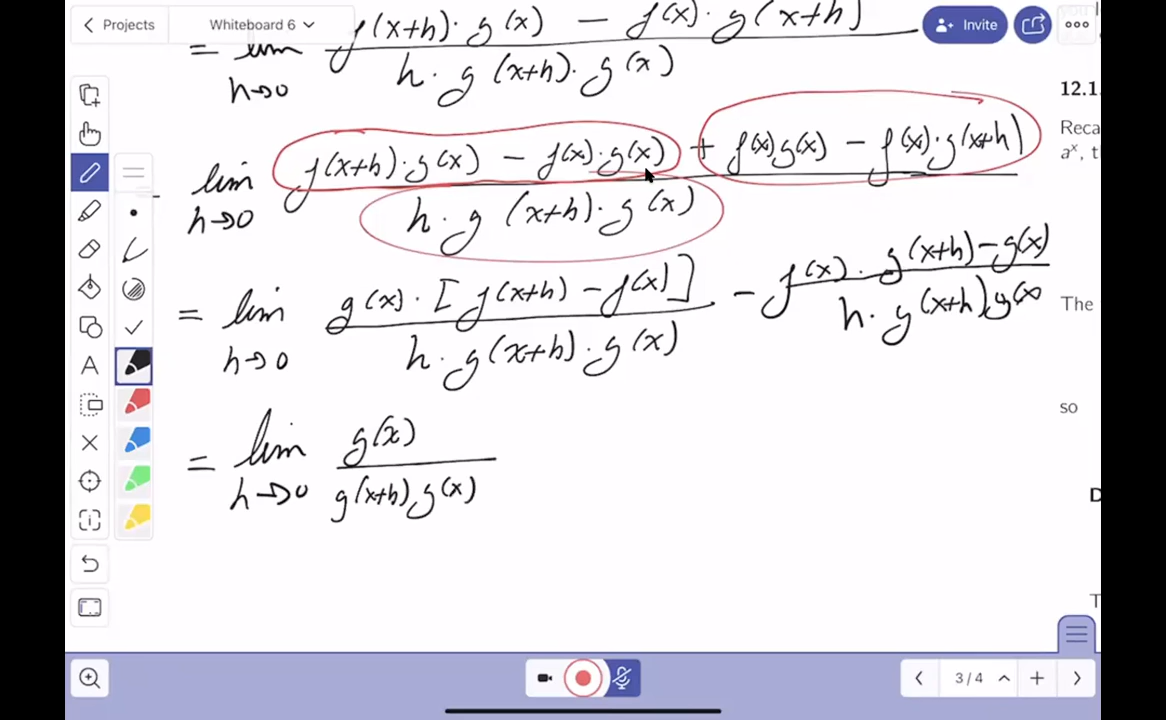 Projects
Whiteboard 6
Invite
= lim h→0 f(x+h)·g(x) − f(x)·g(x+h) / h·g(x+h)·g(x)
12.1.
Reca
aˣ, t
lim h→0 f(x+h)·g(x) − f(x)·g(x) + f(x)g(x) − f(x)·g(x+h) / h·g(x+h)·g(x)
= lim h→0 g(x)·[f(x+h) − f(x)] / h·g(x+h)·g(x) − f(x)·g(x+h)−g(x) / h·g(x+h)g(x)
The
so
= lim h→0 g(x) / g(x+h)g(x)
D
T
3/4